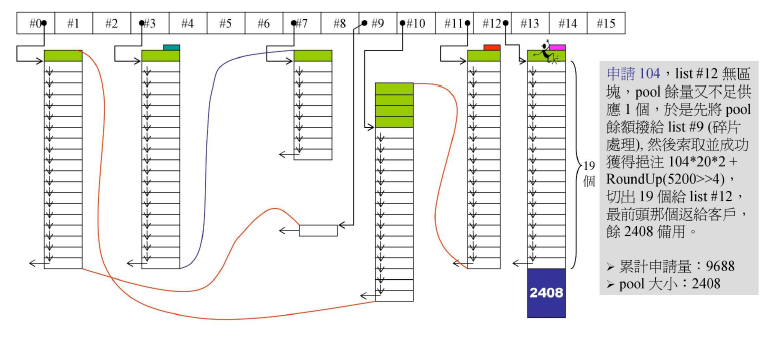 #0 #1 #2 #3 #4 #5 #6 #7 #8 #9 #10 #11 #12 #13 #14 #15
申請 104，list #12 無區
塊，pool 餘量又不足供
應 1 個，於是先將 pool
餘額撥給 list #9 (碎片
處理), 然後索取並成功
獲得挹注 104*20*2 +
RoundUp(5200>>4)，
切出 19 個給 list #12，
最前頭那個返給客戶，
餘 2408 備用。
19
個
➢ 累計申請量：9688
➢ pool 大小：2408
2408